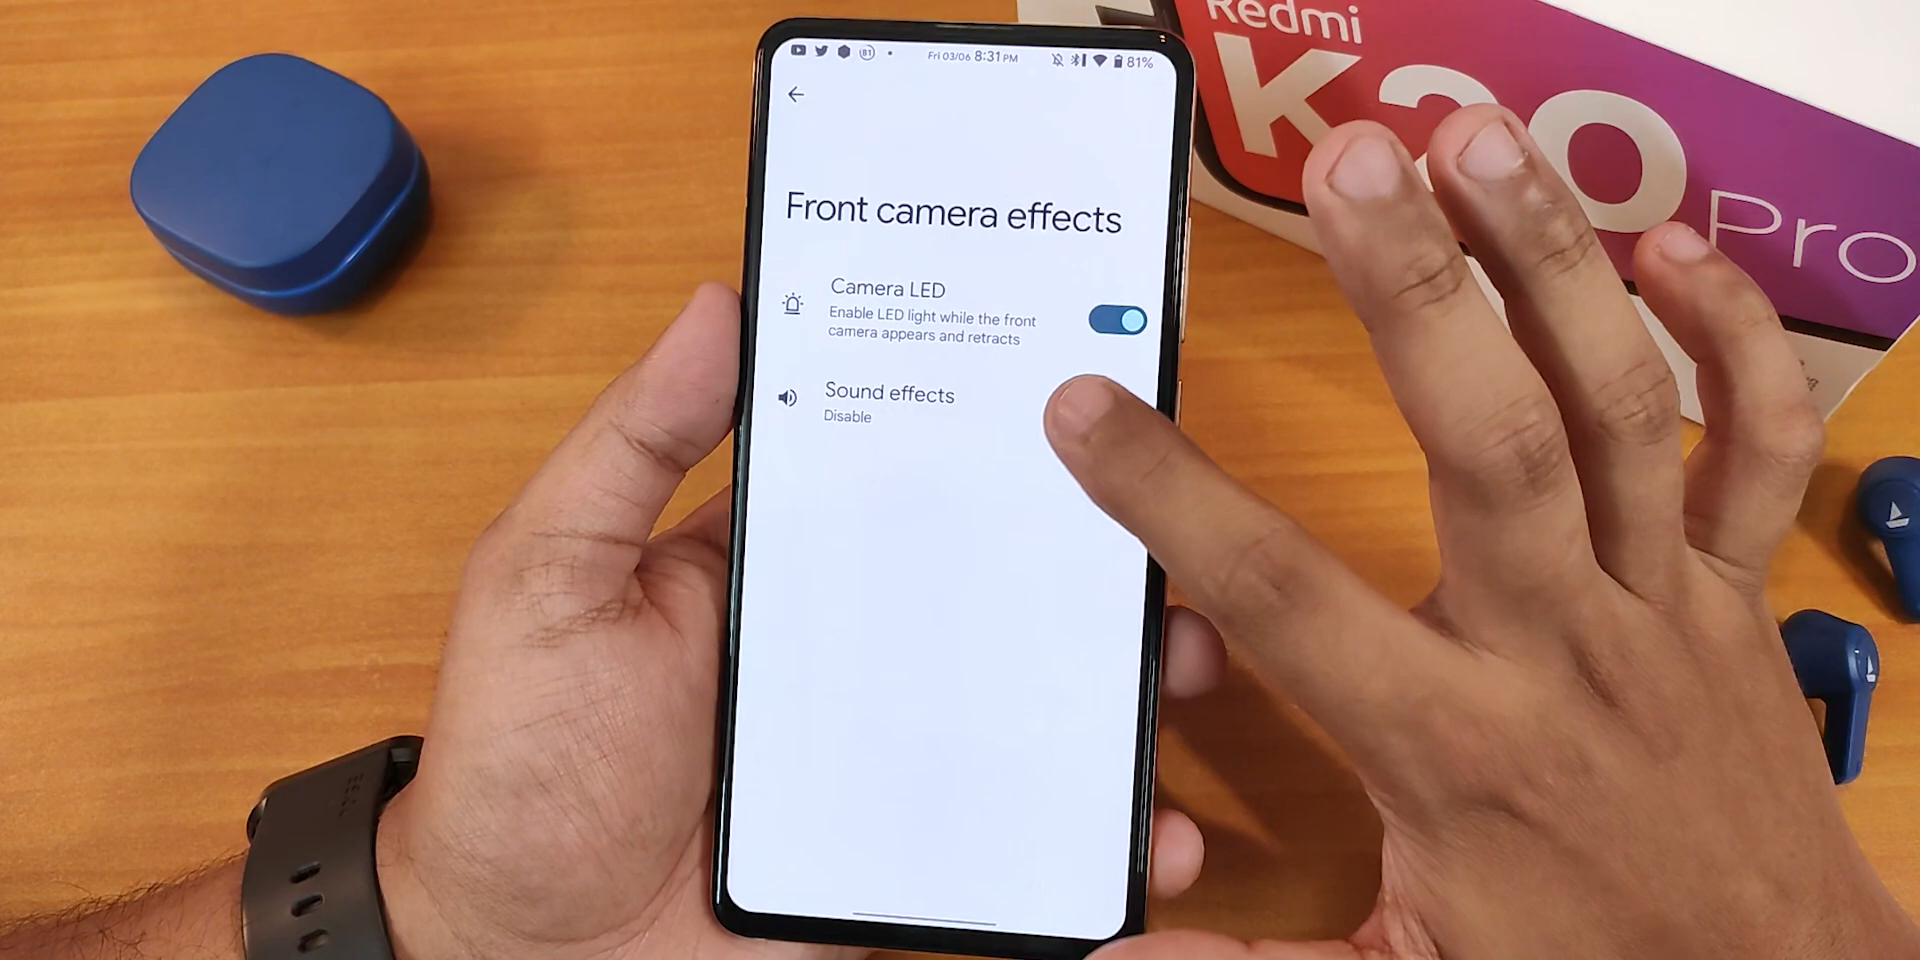 Fri 03/06 8:31 PM
81
81%
Front camera effects
Camera LED
Enable LED light while the front
camera appears and retracts
Sound effects
Disable
Redmi
K20 Pro